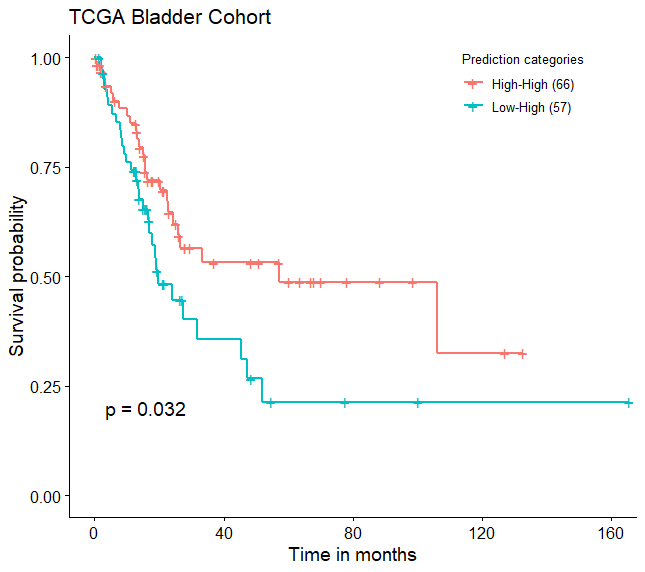 TCGA Bladder Cohort
Prediction categories
High-High (66)
Low-High (57)
1.00
0.75
0.50
0.25
0.00
Survival probability
p = 0.032
0 40 80 120 160
Time in months